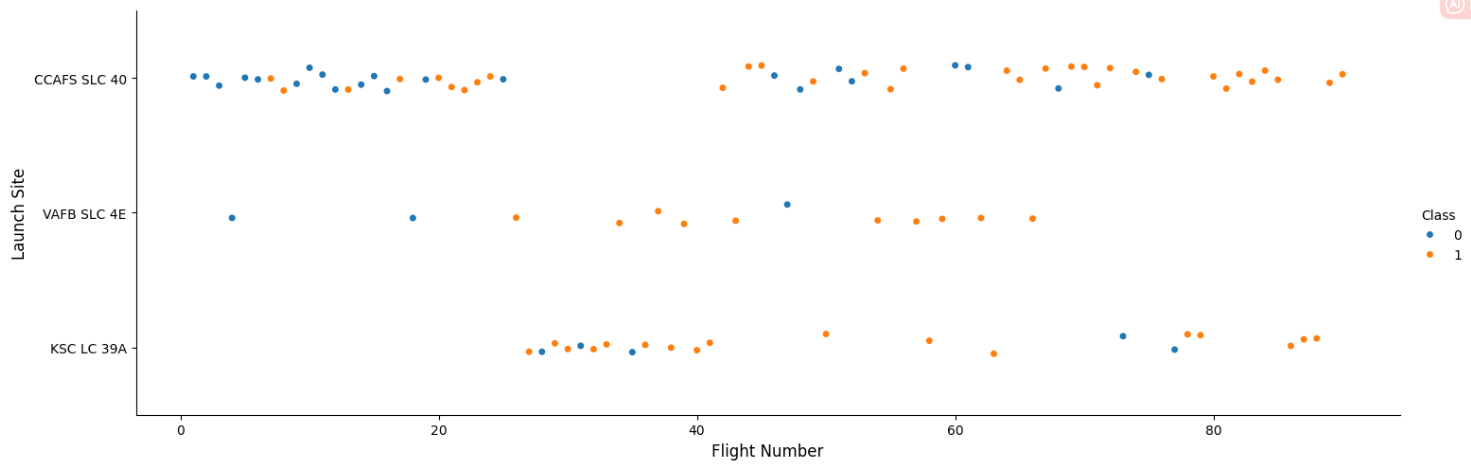 CCAFS SLC 40
VAFB SLC 4E
KSC LC 39A
Launch Site
0
20
40
60
80
Flight Number
Class
0
1
AI